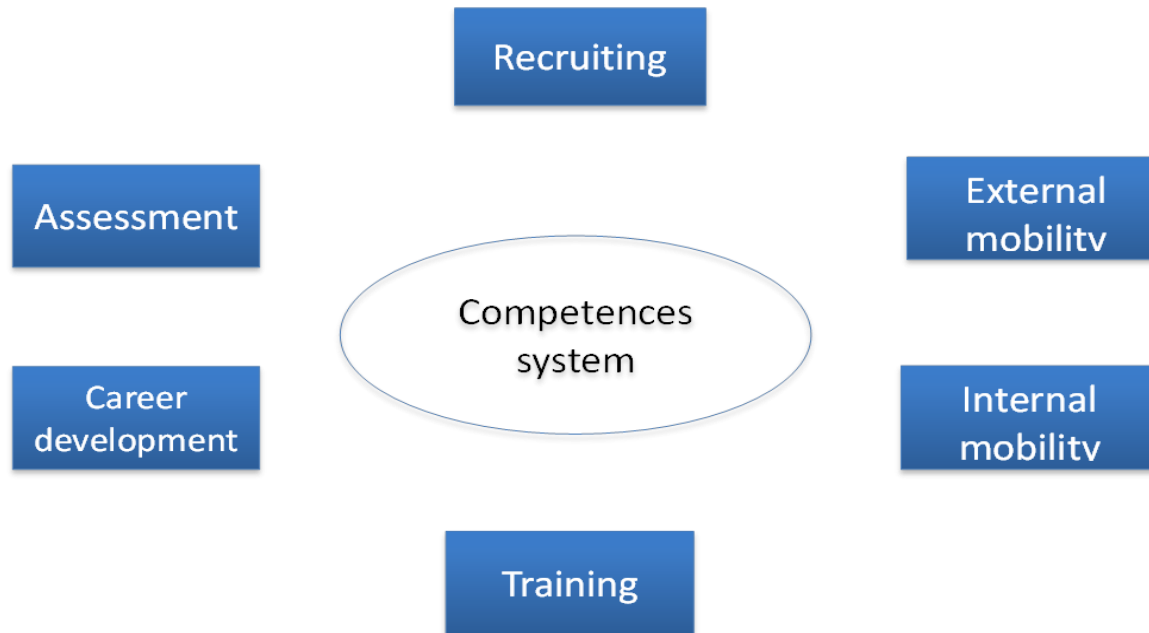 Recruiting
Assessment
External
mobility
Competences
system
Career
development
Internal
mobility
Training